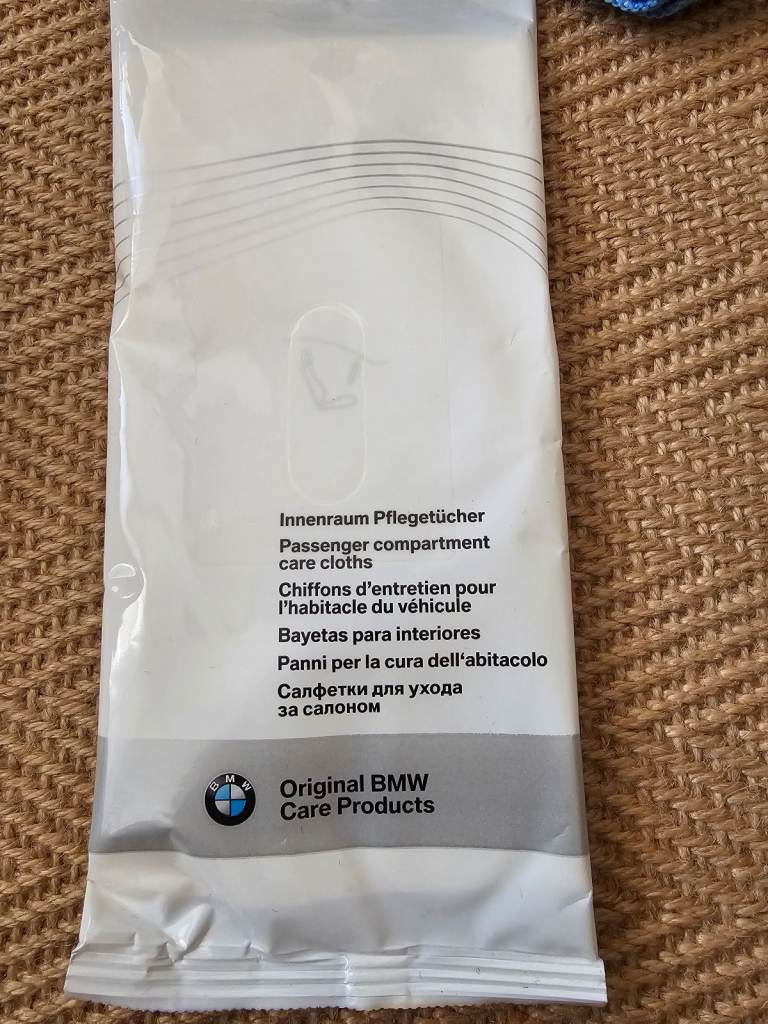 Innenraum Pflegetücher
Passenger compartment
care cloths
Chiffons d'entretien pour
l'habitacle du véhicule
Bayetas para interiores
Panni per la cura dell‘abitacolo
Салфетки для ухода
за салоном
BMW
Original BMW
Care Products